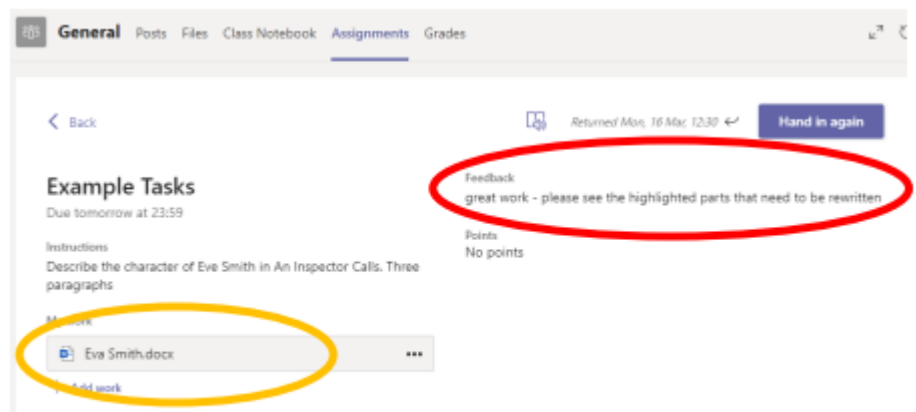 General Posts Files Class Notebook Assignments Grades
Back
Returned Mon, 16 Mar, 12:30
Hand in again
Example Tasks
Due tomorrow at 23:59
Instructions
Describe the character of Eve Smith in An Inspector Calls. Three
paragraphs
My work
Eva Smith.docx
Add work
Feedback
great work - please see the highlighted parts that need to be rewritten
Points
No points